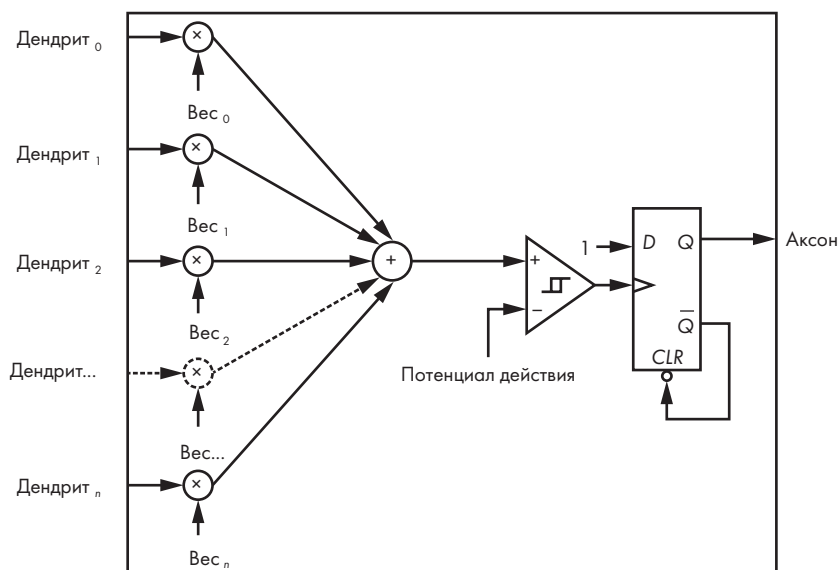 Дендрит 0
×
Вес 0
Дендрит 1
×
Вес 1
Дендрит 2
×
Вес 2
Дендрит...
×
Вес...
Дендрит n
×
Вес n
+
+
−
Потенциал действия
1
D
Q
Q̅
CLR
Аксон